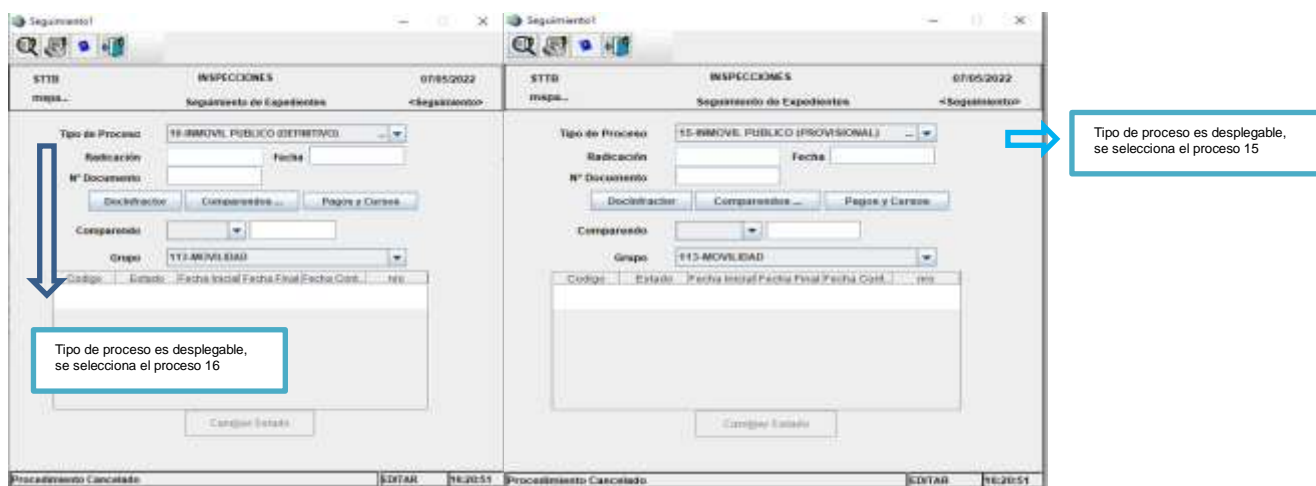 Seguimiento1
STTB
INSPECCIONES
07/05/2022
mspa...
Seguimiento de Expedientes
<Seguimiento>
Tipo de Proceso
16-INMOVIL PUBLICO (DEFINITIVO)
Radicación
Fecha
Nº Documento
DocInfractor
Comparendos ...
Pagos y Cursos
Comparendo
Grupo
113-MOVILIDAD
Codigo Estado Fecha Inicial Fecha Final Fecha Cont... nro
Tipo de proceso es desplegable,
se selecciona el proceso 16
Cambiar Estado
Procedimiento Cancelado
EDITAR
16:20:51
Seguimiento1
STTB
INSPECCIONES
07/05/2022
mspa...
Seguimiento de Expedientes
<Seguimiento>
Tipo de Proceso
15-INMOVIL PUBLICO (PROVISIONAL)
Radicación
Fecha
Nº Documento
DocInfractor
Comparendos ...
Pagos y Cursos
Comparendo
Grupo
113-MOVILIDAD
Codigo Estado Fecha Inicial Fecha Final Fecha Cont... nro
Cambiar Estado
Procedimiento Cancelado
EDITAR
16:20:51
Tipo de proceso es desplegable,
se selecciona el proceso 15